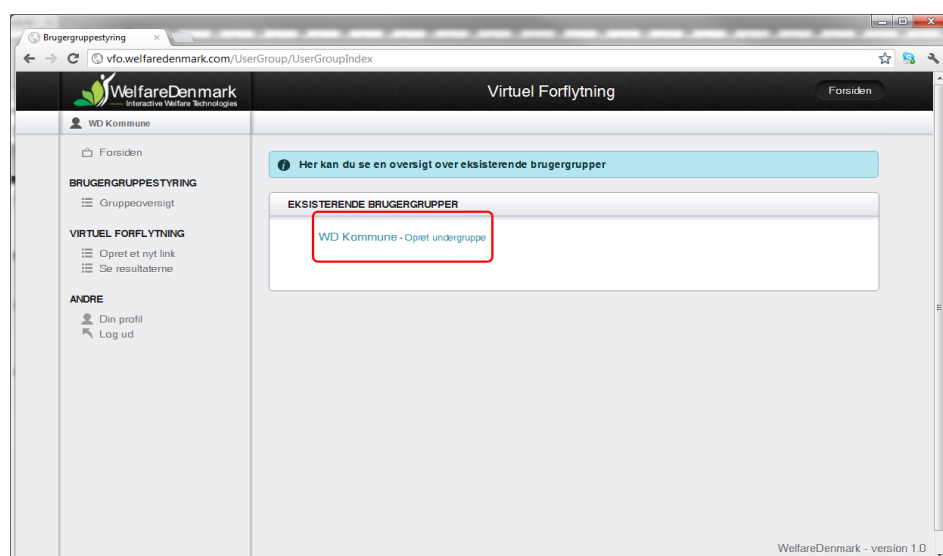 Brugergruppestyring
vfo.welfaredenmark.com/UserGroup/UserGroupIndex
WelfareDenmark
Interactive Welfare Technologies
Virtuel Forflytning
Forsiden
WD Kommune
Forsiden
BRUGERGRUPPESTYRING
Gruppeoversigt
VIRTUEL FORFLYTNING
Opret et nyt link
Se resultaterne
ANDRE
Din profil
Log ud
Her kan du se en oversigt over eksisterende brugergrupper
EKSISTERENDE BRUGERGRUPPER
WD Kommune - Opret undergruppe
WelfareDenmark - version 1.0